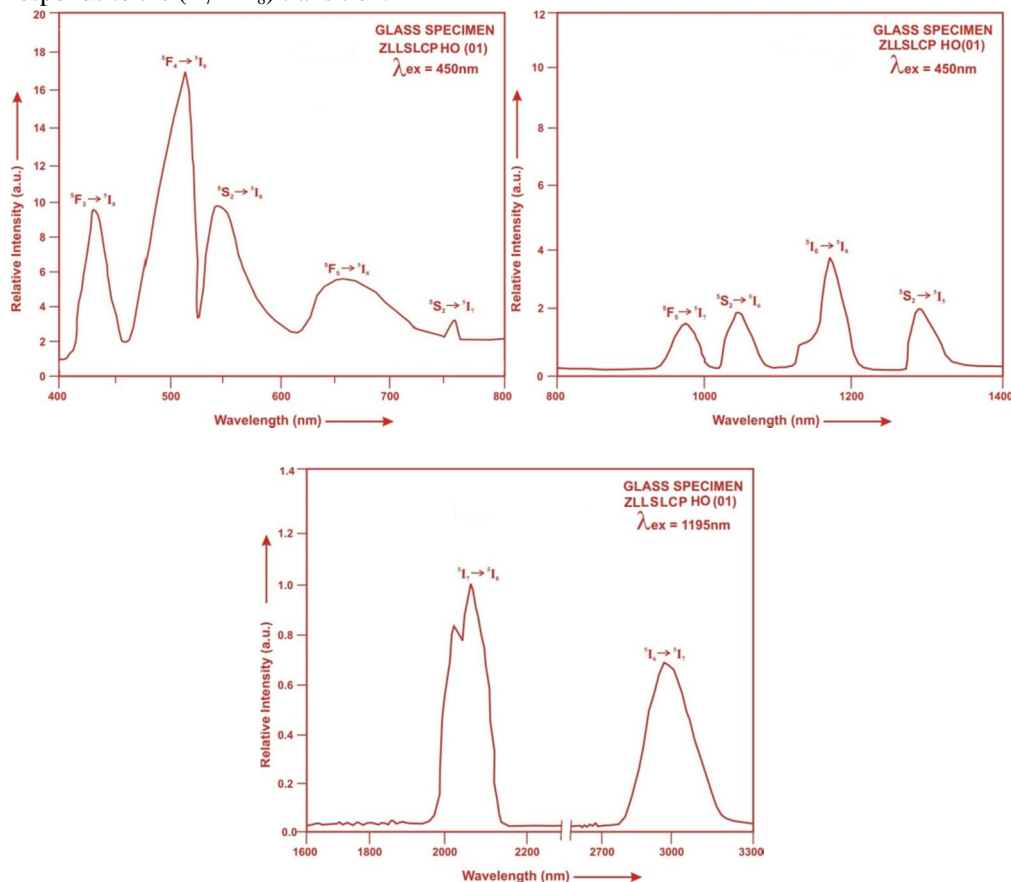 responds to the
20
18
16
14
12
10
8
6
4
2
0
Relative Intensity (a.u.)
GLASS SPECIMEN
ZLLSLCP HO (01)
λex = 450nm
⁵F₃→⁵I₈
⁵F₄→⁵I₈
⁵S₂→⁵I₈
⁵F₅→⁵I₈
⁵S₂→⁵I₇
400 500 600 700 800
Wavelength (nm)
12
10
8
6
4
2
0
Relative Intensity (a.u.)
GLASS SPECIMEN
ZLLSLCP HO(01)
λex = 450nm
⁵F₅→⁵I₇
⁵S₂→⁵I₆
⁵I₆→⁵I₈
⁵S₂→⁵I₅
800 1000 1200 1400
Wavelength (nm)
1.4
1.2
1.0
0.8
0.6
0.4
0.2
0.0
Relative Intensity (a.u.)
GLASS SPECIMEN
ZLLSLCP HO (01)
λex = 1195nm
⁵I₇→⁵I₈
⁵I₆→⁵I₇
1600 1800 2000 2200 2700 3000 3300
Wavelength (nm)